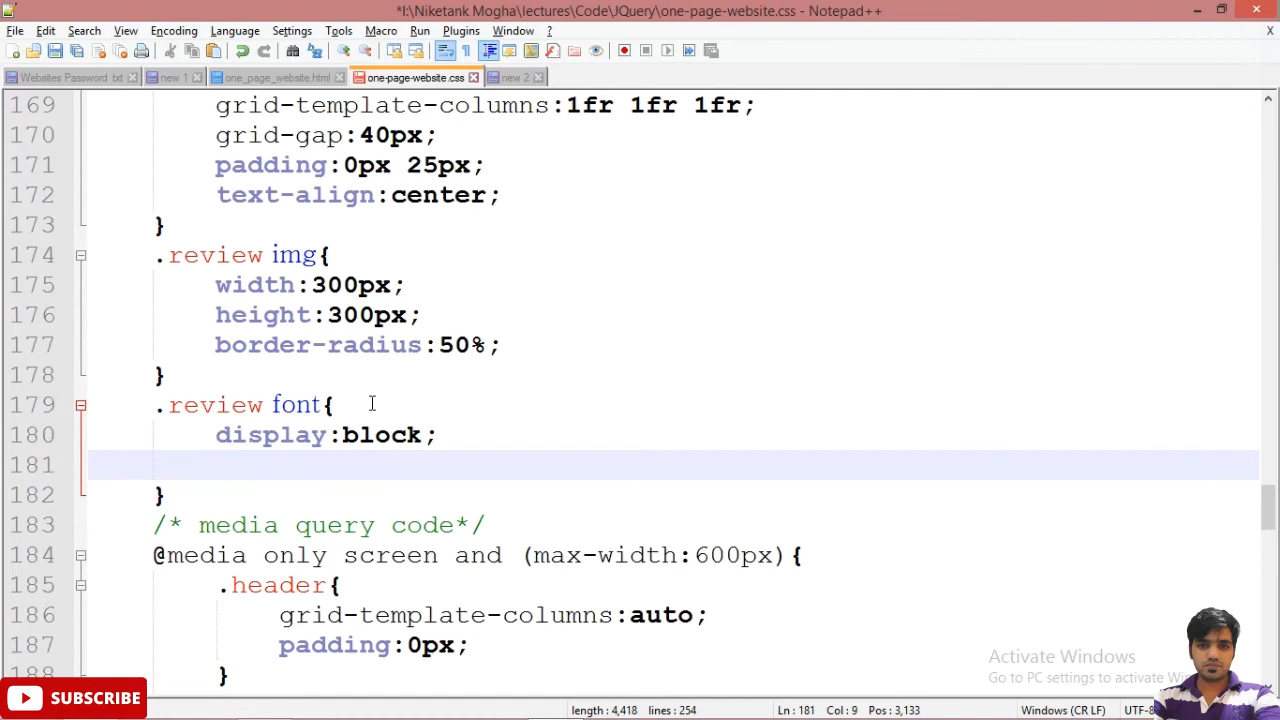 *I:\Niketank Mogha\lectures\Code\JQuery\one-page-website.css - Notepad++
File Edit Search View Encoding Language Settings Tools Macro Run Plugins Window ? X
Websites Password txt new 1 one_page_website.html one-page-website.css new 2
169 grid-template-columns:1fr 1fr 1fr;
170 grid-gap:40px;
171 padding:0px 25px;
172 text-align:center;
173 }
174 .review img{
175 width:300px;
176 height:300px;
177 border-radius:50%;
178 }
179 .review font{
180 display:block;
181
182 }
183 /* media query code*/
184 @media only screen and (max-width:600px){
185 .header{
186 grid-template-columns:auto;
187 padding:0px;
188 }
Activate Windows
Go to PC settings to activate Win
SUBSCRIBE
length : 4,418 lines : 254 Ln : 181 Col : 9 Pos : 3,133 Windows (CR LF) UTF-8